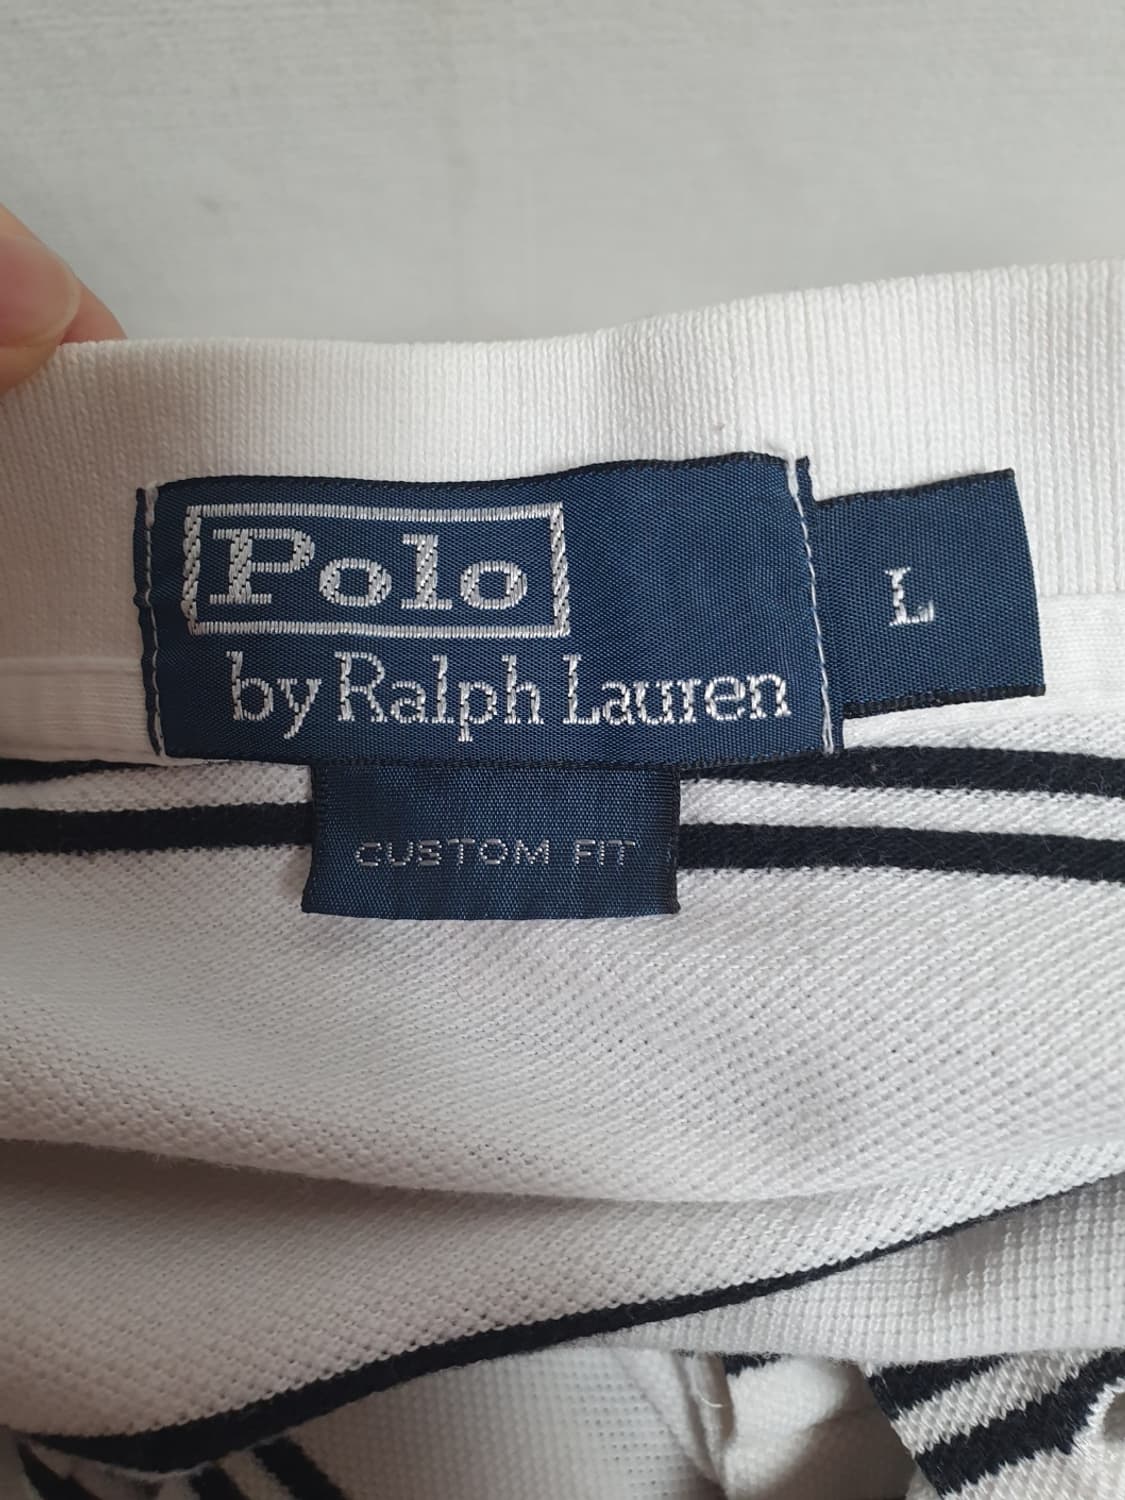 Polo
by Ralph Lauren
L
CUSTOM FIT